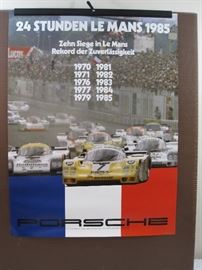 24 STUNDEN LE MANS 1985
Zehn Siege in Le Mans
Rekord der Zuverlässigkeit
1970 1981
1971 1982
1976 1983
1977 1984
1979 1985
7
PORSCHE